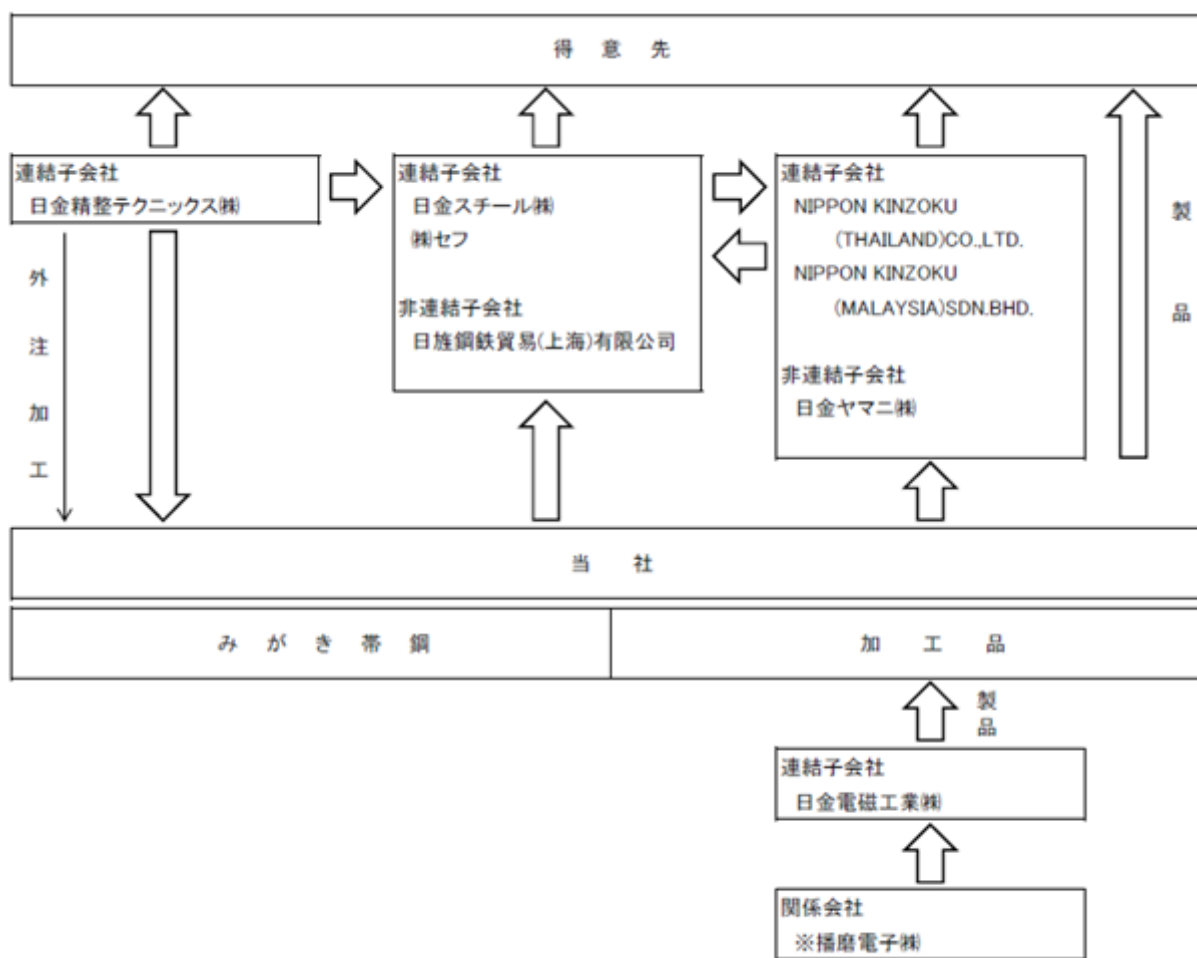 得 意 先
連結子会社
日金精整テクニックス㈱
連結子会社
日金スチール㈱
㈱セフ
非連結子会社
日旌鋼鉄貿易(上海)有限公司
連結子会社
NIPPON KINZOKU
(THAILAND)CO.,LTD.
NIPPON KINZOKU
(MALAYSIA)SDN.BHD.
非連結子会社
日金ヤマニ㈱
製品
外注加工
当 社
み が き 帯 鋼
加 工 品
製品
連結子会社
日金電磁工業㈱
関係会社
※播磨電子㈱